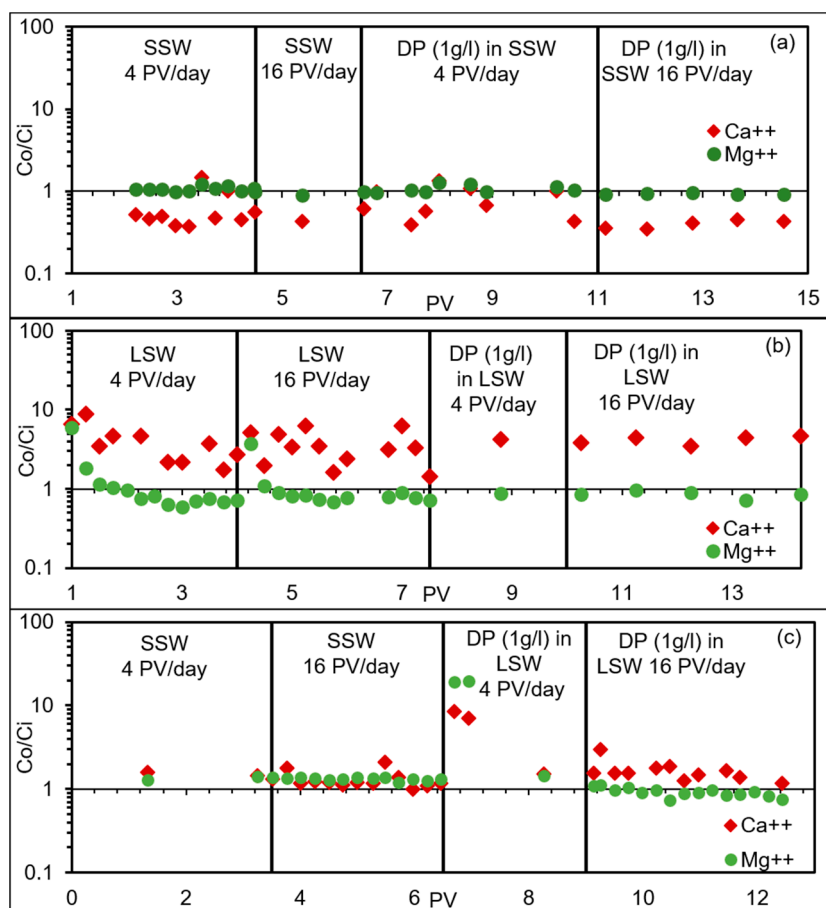 100
10
1
0.1
Co/Ci
SSW
4 PV/day
SSW
16 PV/day
DP (1g/l) in SSW
4 PV/day
DP (1g/l) in
SSW 16 PV/day
(a)
Ca++
Mg++
1 3 5 7 9 11 13 15
PV
100
10
1
0.1
Co/Ci
LSW
4 PV/day
LSW
16 PV/day
DP (1g/l)
in LSW
4 PV/day
DP (1g/l) in
LSW
16 PV/day
(b)
Ca++
Mg++
1 3 5 7 9 11 13
PV
100
10
1
0.1
Co/Ci
SSW
4 PV/day
SSW
16 PV/day
DP (1g/l) in
LSW
4 PV/day
DP (1g/l) in
LSW 16 PV/day
(c)
Ca++
Mg++
0 2 4 6 8 10 12
PV